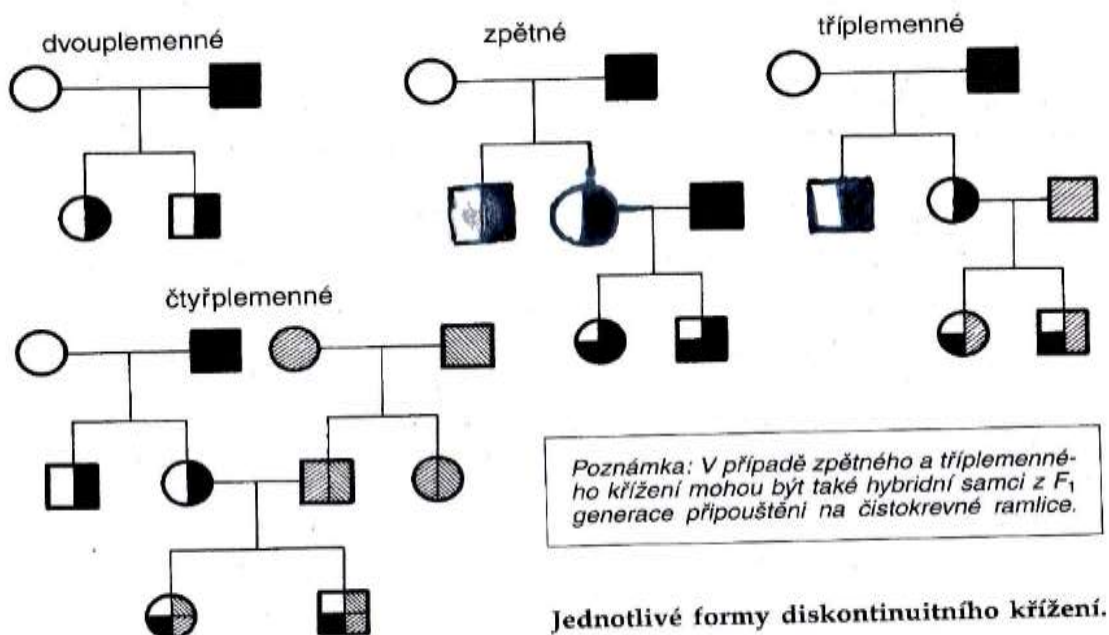 dvouplemenné
zpětné
tříplemenné
čtyřplemenné
Poznámka: V případě zpětného a tříplemenné-
ho křížení mohou být také hybridní samci z F₁
generace připouštěni na čistokrevné ramlice.
Jednotlivé formy diskontinuitního křížení.